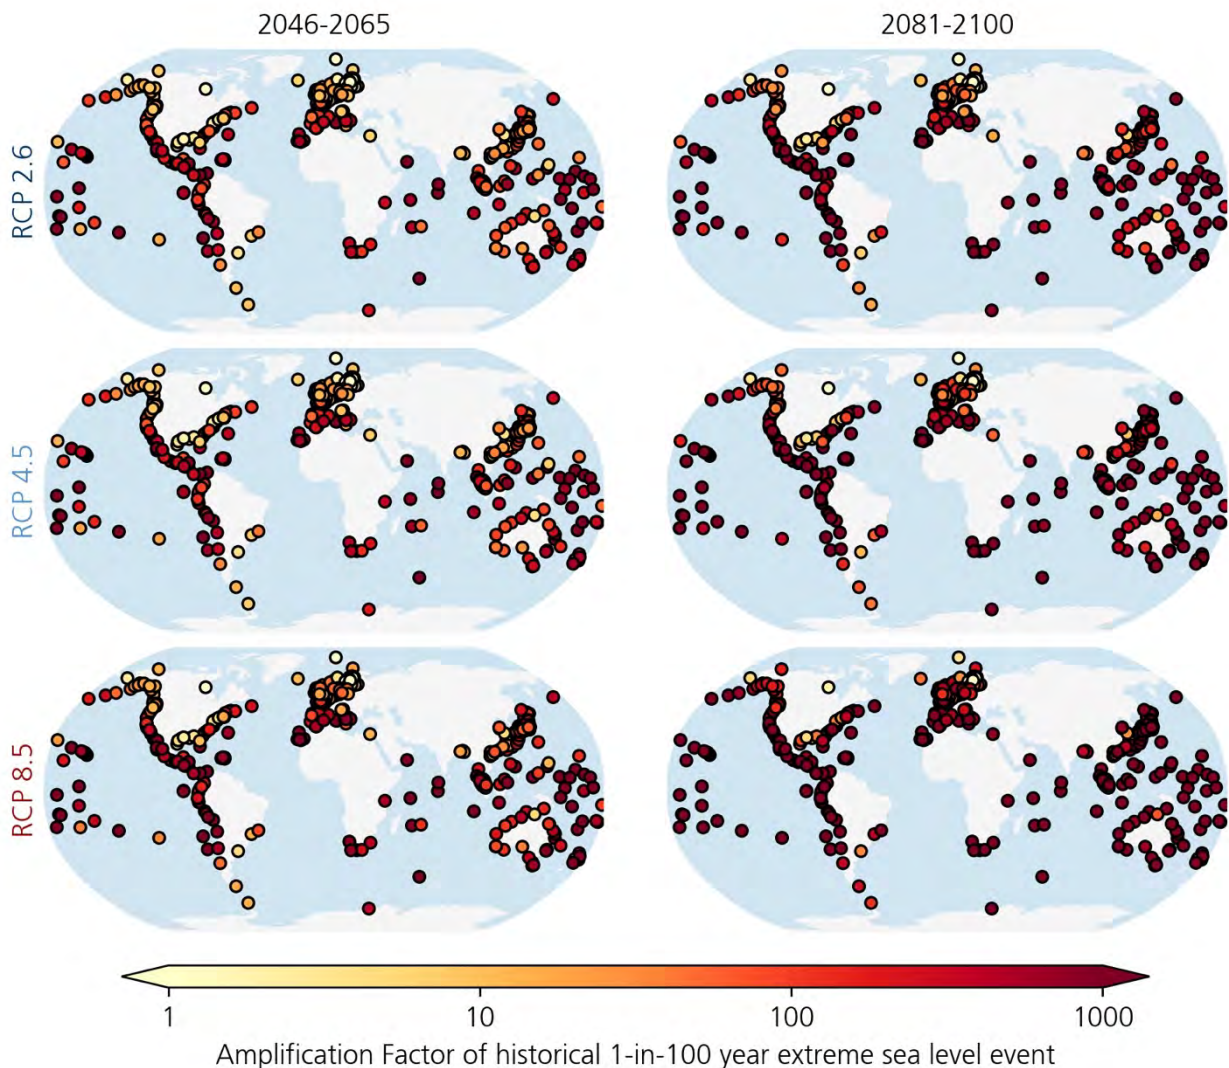 2046-2065
2081-2100
RCP 2.6
RCP 4.5
RCP 8.5
1
10
100
1000
Amplification Factor of historical 1-in-100 year extreme sea level event